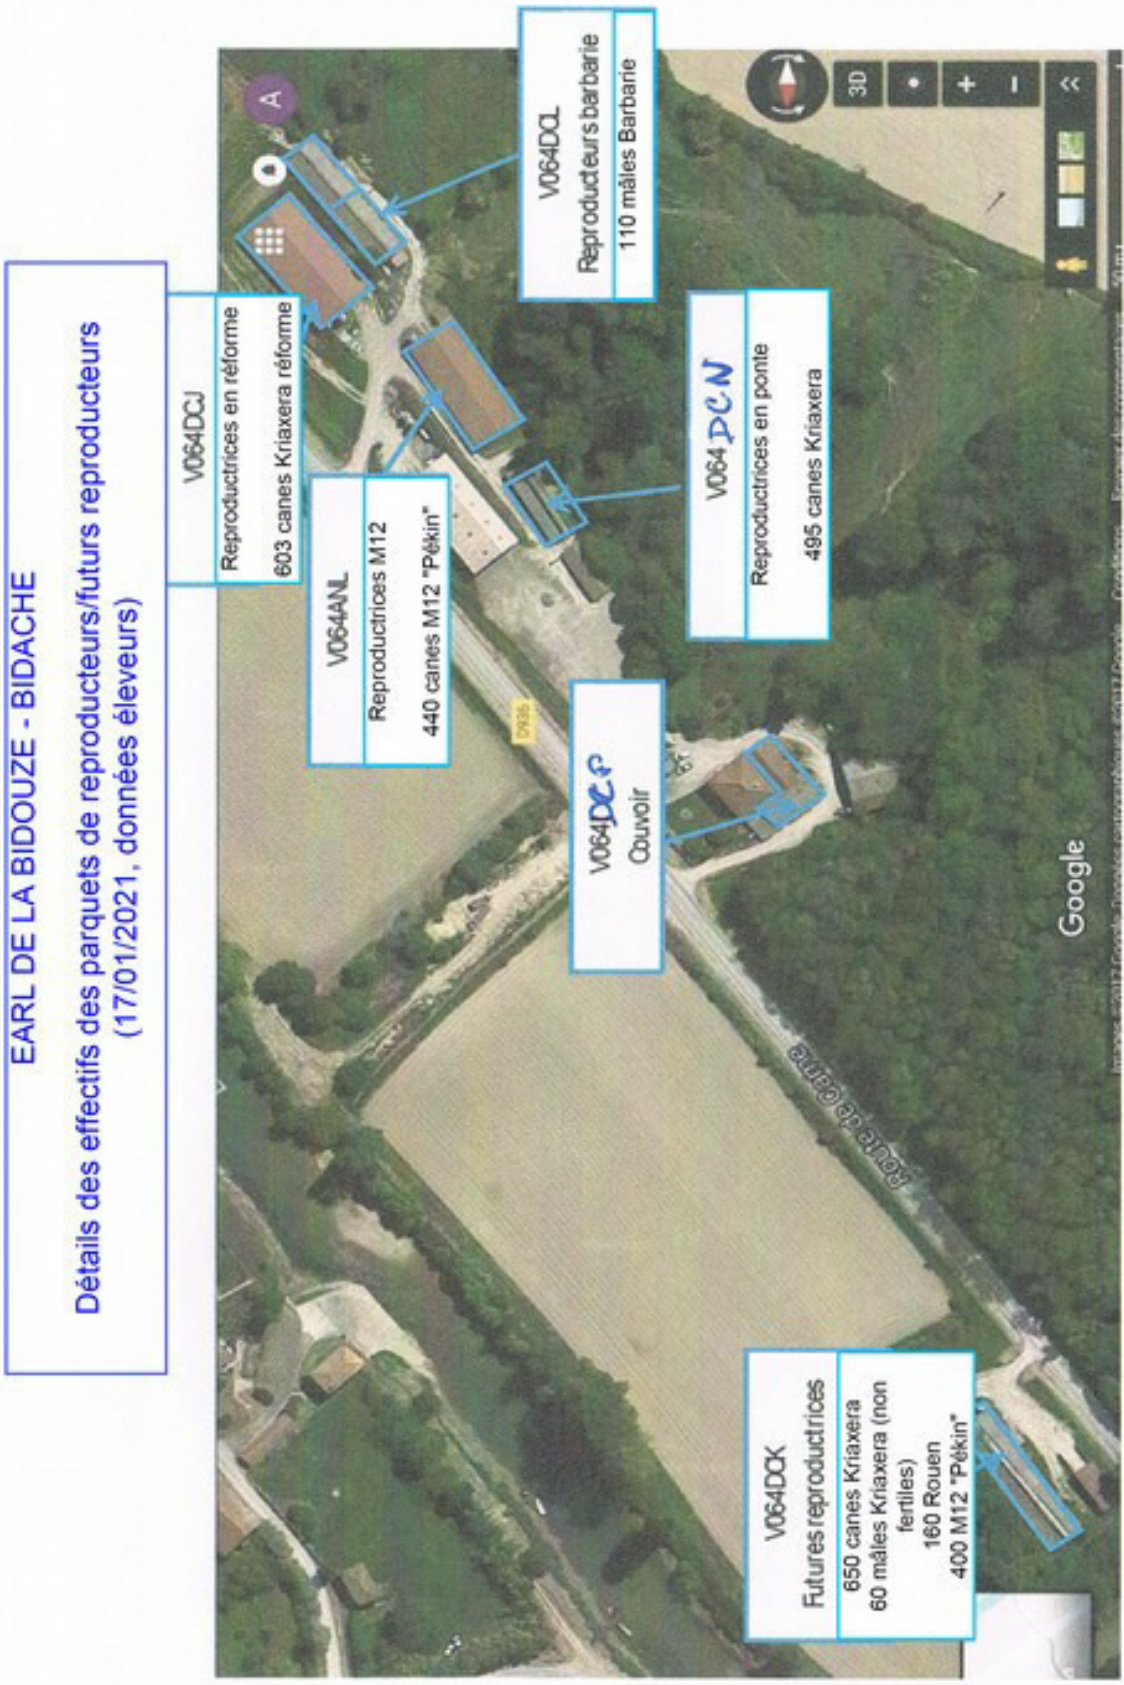 EARL DE LA BIDOUZE - BIDACHE
Détails des effectifs des parquets de reproducteurs/futurs reproducteurs
(17/01/2021, données éleveurs)
V064DCJ
Reproductrices en réforme
603 canes Kriaxera réforme
V064ANL
Reproductrices M12
440 canes M12 "Pékin"
V064DCL
Reproducteurs barbarie
110 mâles Barbarie
V064DCN
Reproductrices en ponte
495 canes Kriaxera
V064DCP
Couvoir
V064DCK
Futures reproductrices
650 canes Kriaxera
60 mâles Kriaxera (non
fertiles)
160 Rouen
400 M12 "Pékin"
A
D936
Route de Came
3D
Google